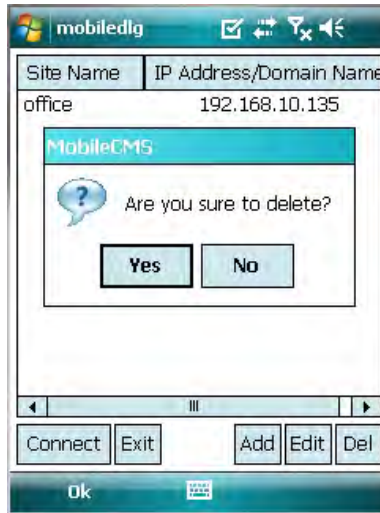 mobiledlg
Site Name IP Address/Domain Name
office 192.168.10.135
MobileCMS
Are you sure to delete?
Yes No
Connect Exit Add Edit Del
Ok